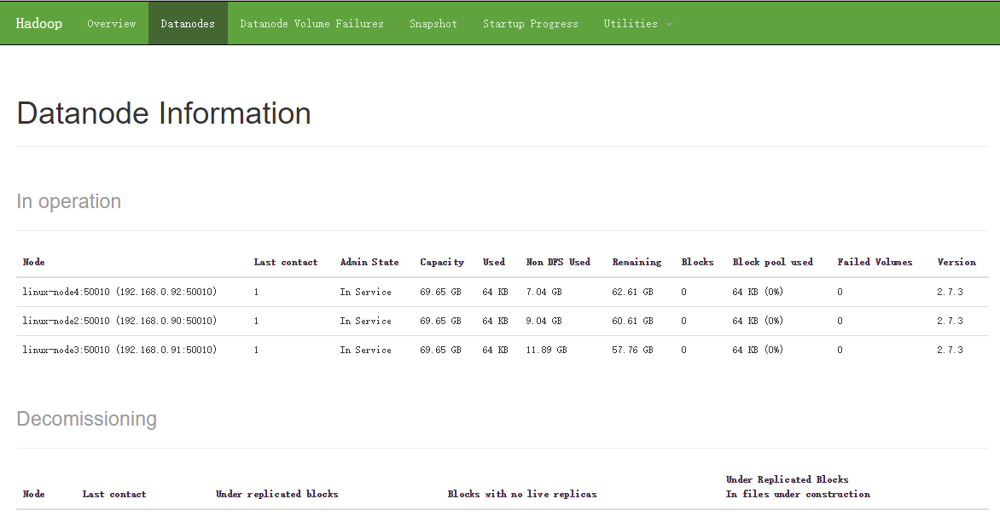 Hadoop Overview Datanodes Datanode Volume Failures Snapshot Startup Progress Utilities
Datanode Information
In operation
Node Last contact Admin State Capacity Used Non DFS Used Remaining Blocks Block pool used Failed Volumes Version
linux-node4:50010 (192.168.0.92:50010) 1 In Service 69.65 GB 64 KB 7.04 GB 62.61 GB 0 64 KB (0%) 0 2.7.3
linux-node2:50010 (192.168.0.90:50010) 1 In Service 69.65 GB 64 KB 9.04 GB 60.61 GB 0 64 KB (0%) 0 2.7.3
linux-node3:50010 (192.168.0.91:50010) 1 In Service 69.65 GB 64 KB 11.89 GB 57.76 GB 0 64 KB (0%) 0 2.7.3
Decomissioning
Node Last contact Under replicated blocks Blocks with no live replicas Under Replicated Blocks
In files under construction